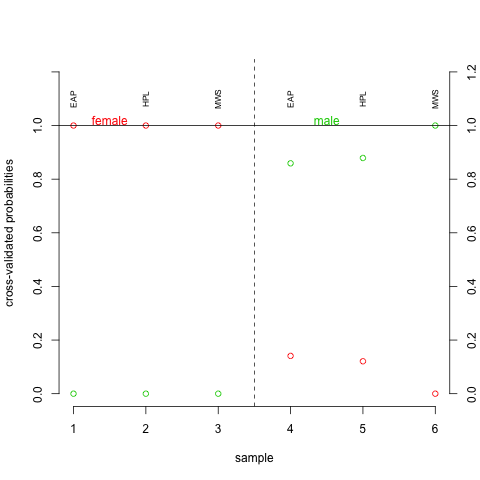 EAP HPL MWS EAP HPL MWS
female male
cross-validated probabilities
0.0 0.2 0.4 0.6 0.8 1.0
0.0 0.2 0.4 0.6 0.8 1.0 1.2
1 2 3 4 5 6
sample